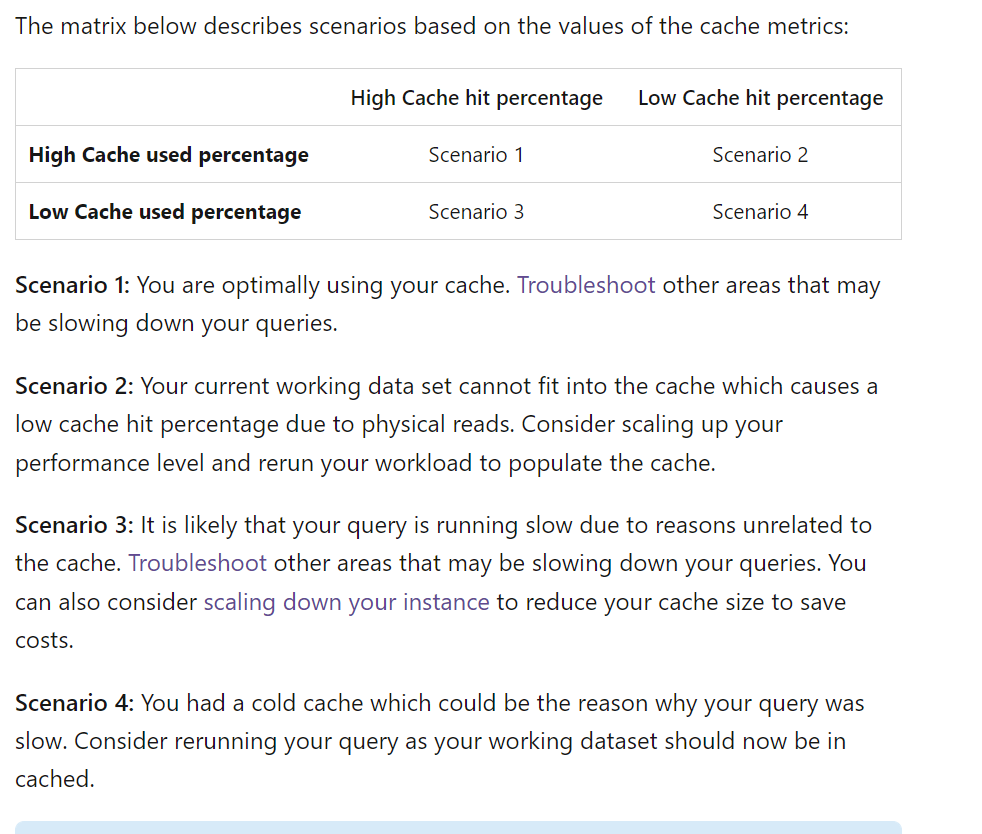 The matrix below describes scenarios based on the values of the cache metrics:
High Cache hit percentage Low Cache hit percentage
High Cache used percentage Scenario 1 Scenario 2
Low Cache used percentage Scenario 3 Scenario 4
Scenario 1: You are optimally using your cache. Troubleshoot other areas that may
be slowing down your queries.
Scenario 2: Your current working data set cannot fit into the cache which causes a
low cache hit percentage due to physical reads. Consider scaling up your
performance level and rerun your workload to populate the cache.
Scenario 3: It is likely that your query is running slow due to reasons unrelated to
the cache. Troubleshoot other areas that may be slowing down your queries. You
can also consider scaling down your instance to reduce your cache size to save
costs.
Scenario 4: You had a cold cache which could be the reason why your query was
slow. Consider rerunning your query as your working dataset should now be in
cached.